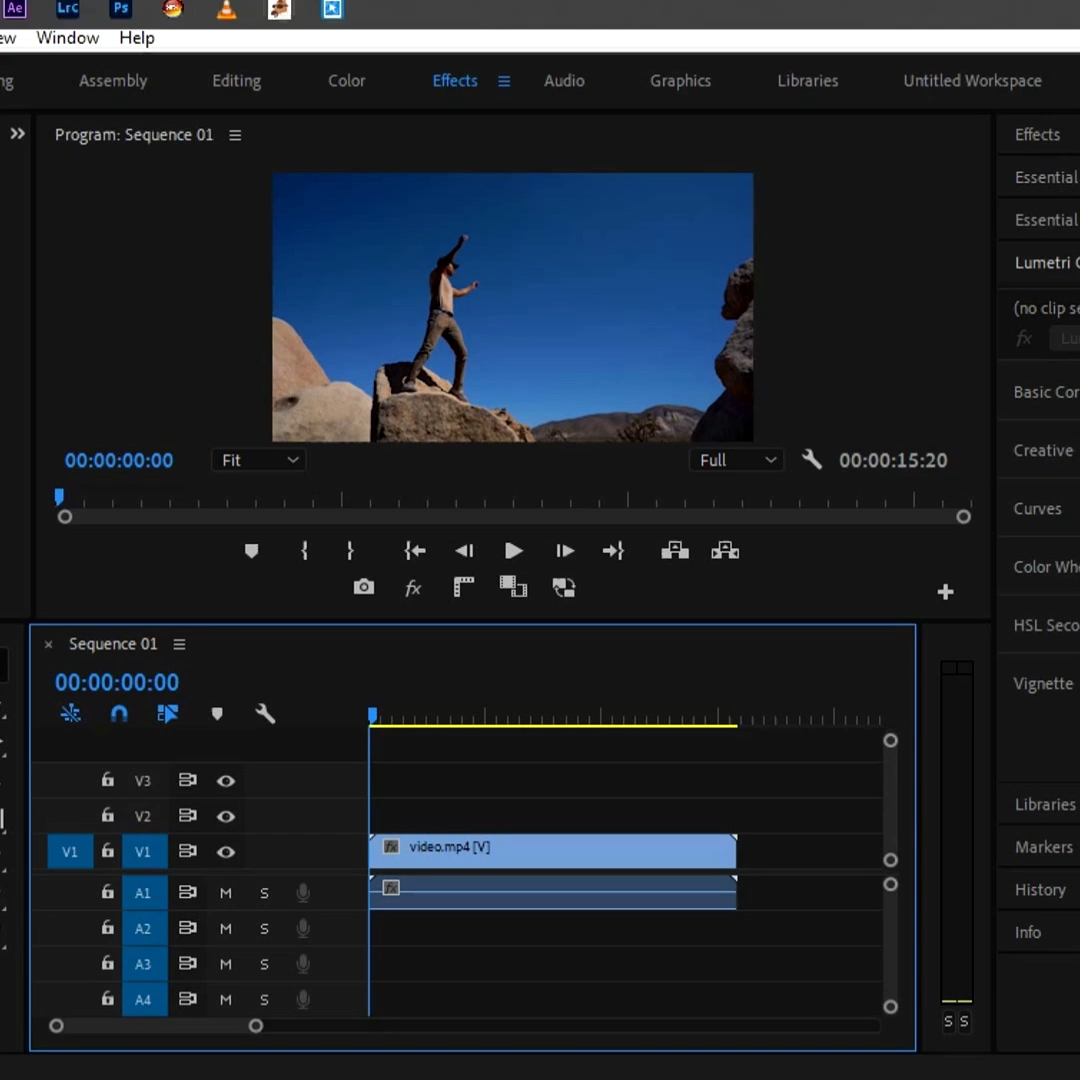 Ae Lrc Ps
ew Window Help
ng Assembly Editing Color Effects Audio Graphics Libraries Untitled Workspace
Program: Sequence 01
Effects
Essential
Essential
Lumetri C
(no clip se
fx Lu
Basic Cor
Creative
Curves
Color Whe
HSL Seco
Vignette
Libraries
Markers
History
Info
00:00:00:00 Fit Full 00:00:15:20
fx
Sequence 01
00:00:00:00
V3
V2
V1 V1 fx video.mp4 [V]
A1 M S fx
A2 M S
A3 M S
A4 M S
S S